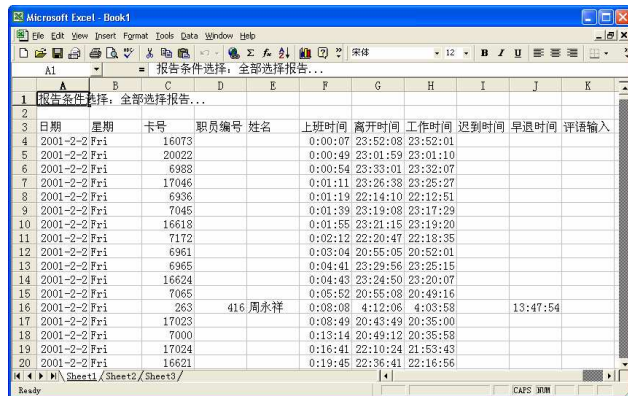 Microsoft Excel - Book1
File Edit View Insert Format Tools Data Window Help
宋体 12 B I U
A1 = 报告条件选择：全部选择报告...
A B C D E F G H I J K
1 报告条件选择：全部选择报告...
2
3 日期 星期 卡号 职员编号 姓名 上班时间 离开时间 工作时间 迟到时间 早退时间 评语输入
4 2001-2-2 Fri 16073 0:00:07 23:52:08 23:52:01
5 2001-2-2 Fri 20022 0:00:49 23:01:59 23:01:10
6 2001-2-2 Fri 6988 0:00:54 23:33:01 23:32:07
7 2001-2-2 Fri 17046 0:01:11 23:26:38 23:25:27
8 2001-2-2 Fri 6936 0:01:19 22:14:10 22:12:51
9 2001-2-2 Fri 7045 0:01:39 23:19:08 23:17:29
10 2001-2-2 Fri 16618 0:01:55 23:21:15 23:19:20
11 2001-2-2 Fri 7172 0:02:12 22:20:47 22:18:35
12 2001-2-2 Fri 6961 0:03:04 20:55:05 20:52:01
13 2001-2-2 Fri 6965 0:04:41 23:29:56 23:25:15
14 2001-2-2 Fri 16624 0:04:43 23:24:50 23:20:07
15 2001-2-2 Fri 7065 0:05:52 20:55:08 20:49:16
16 2001-2-2 Fri 263 416 周永祥 0:08:08 4:12:06 4:03:58 13:47:54
17 2001-2-2 Fri 17023 0:08:49 20:43:49 20:35:00
18 2001-2-2 Fri 7000 0:13:14 20:49:12 20:35:58
19 2001-2-2 Fri 17024 0:16:41 22:10:24 21:53:43
20 2001-2-2 Fri 16621 0:19:45 22:36:41 22:16:56
Sheet1 / Sheet2 / Sheet3 /
Ready CAPS NUM